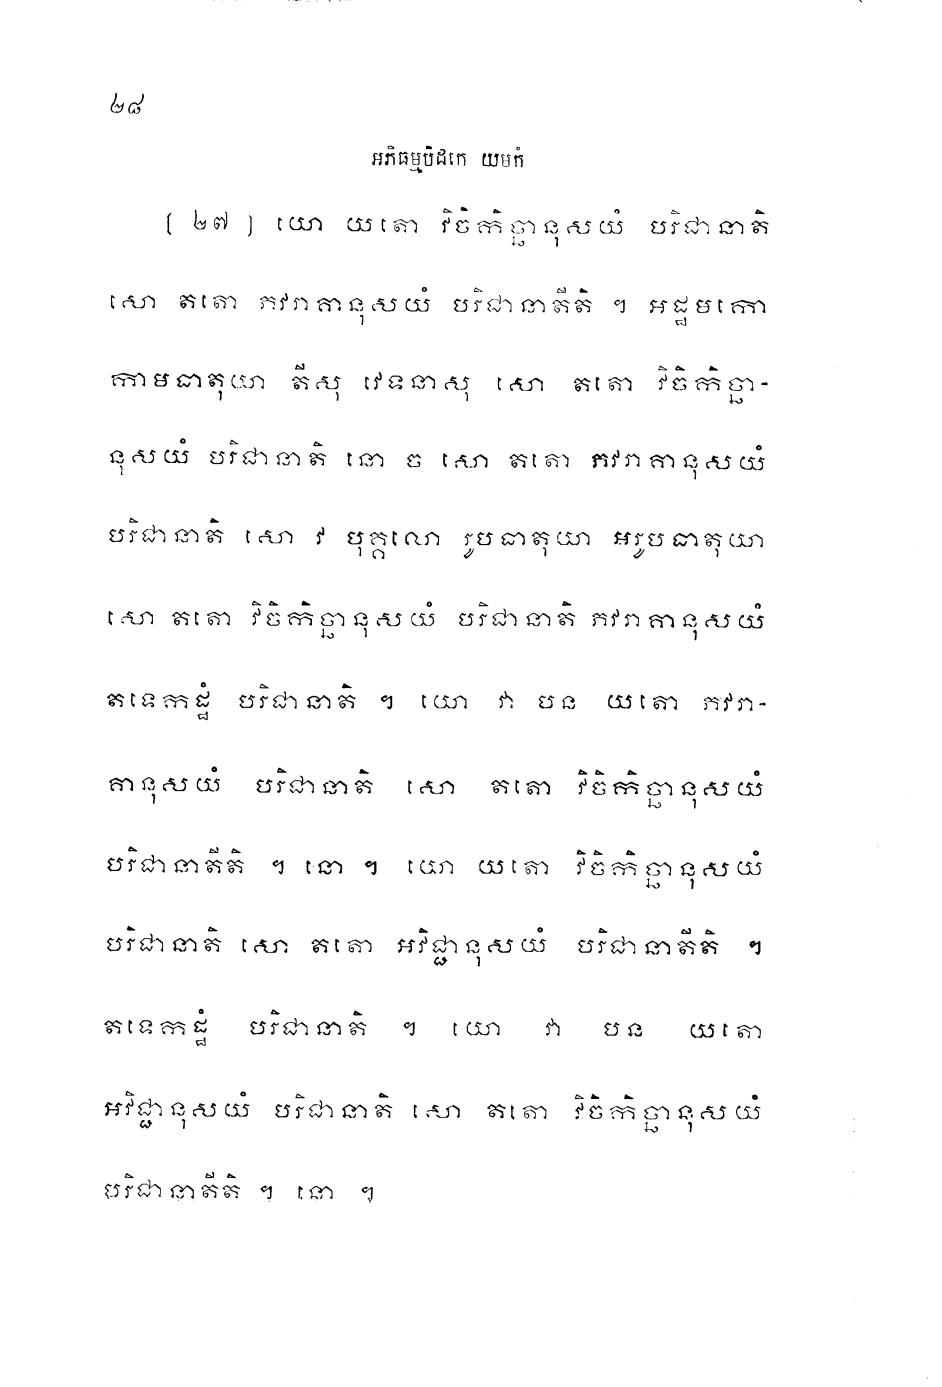 ២៨
អភិធម្មបិដកេ យមកំ
[ ២៧ ] យោ យតោ វិចិកិច្ឆានុសយំ បរិជានាតិ
សោ តតោ ភវរាគានុសយំ បរិជានាតីតិ ។ អដ្ឋមកោ
កាមធាតុយា តីសុ វេទនាសុ សោ តតោ វិចិកិច្ឆា-
នុសយំ បរិជានាតិ នោ ច សោ តតោ ភវរាគានុសយំ
បរិជានាតិ សោ វ បុគ្គលោ រូបធាតុយា អរូបធាតុយា
សោ តតោ វិចិកិច្ឆានុសយំ បរិជានាតិ ភវរាគានុសយំ
តទេកដ្ឋំ បរិជានាតិ ។ យោ វា បន យតោ ភវរា-
គានុសយំ បរិជានាតិ សោ តតោ វិចិកិច្ឆានុសយំ
បរិជានាតីតិ ។ នោ ។ យោ យតោ វិចិកិច្ឆានុសយំ
បរិជានាតិ សោ តតោ អវិជ្ជានុសយំ បរិជានាតីតិ ។
តទេកដ្ឋំ បរិជានាតិ ។ យោ វា បន យតោ
អវិជ្ជានុសយំ បរិជានាតិ សោ តតោ វិចិកិច្ឆានុសយំ
បរិជានាតីតិ ។ នោ ។